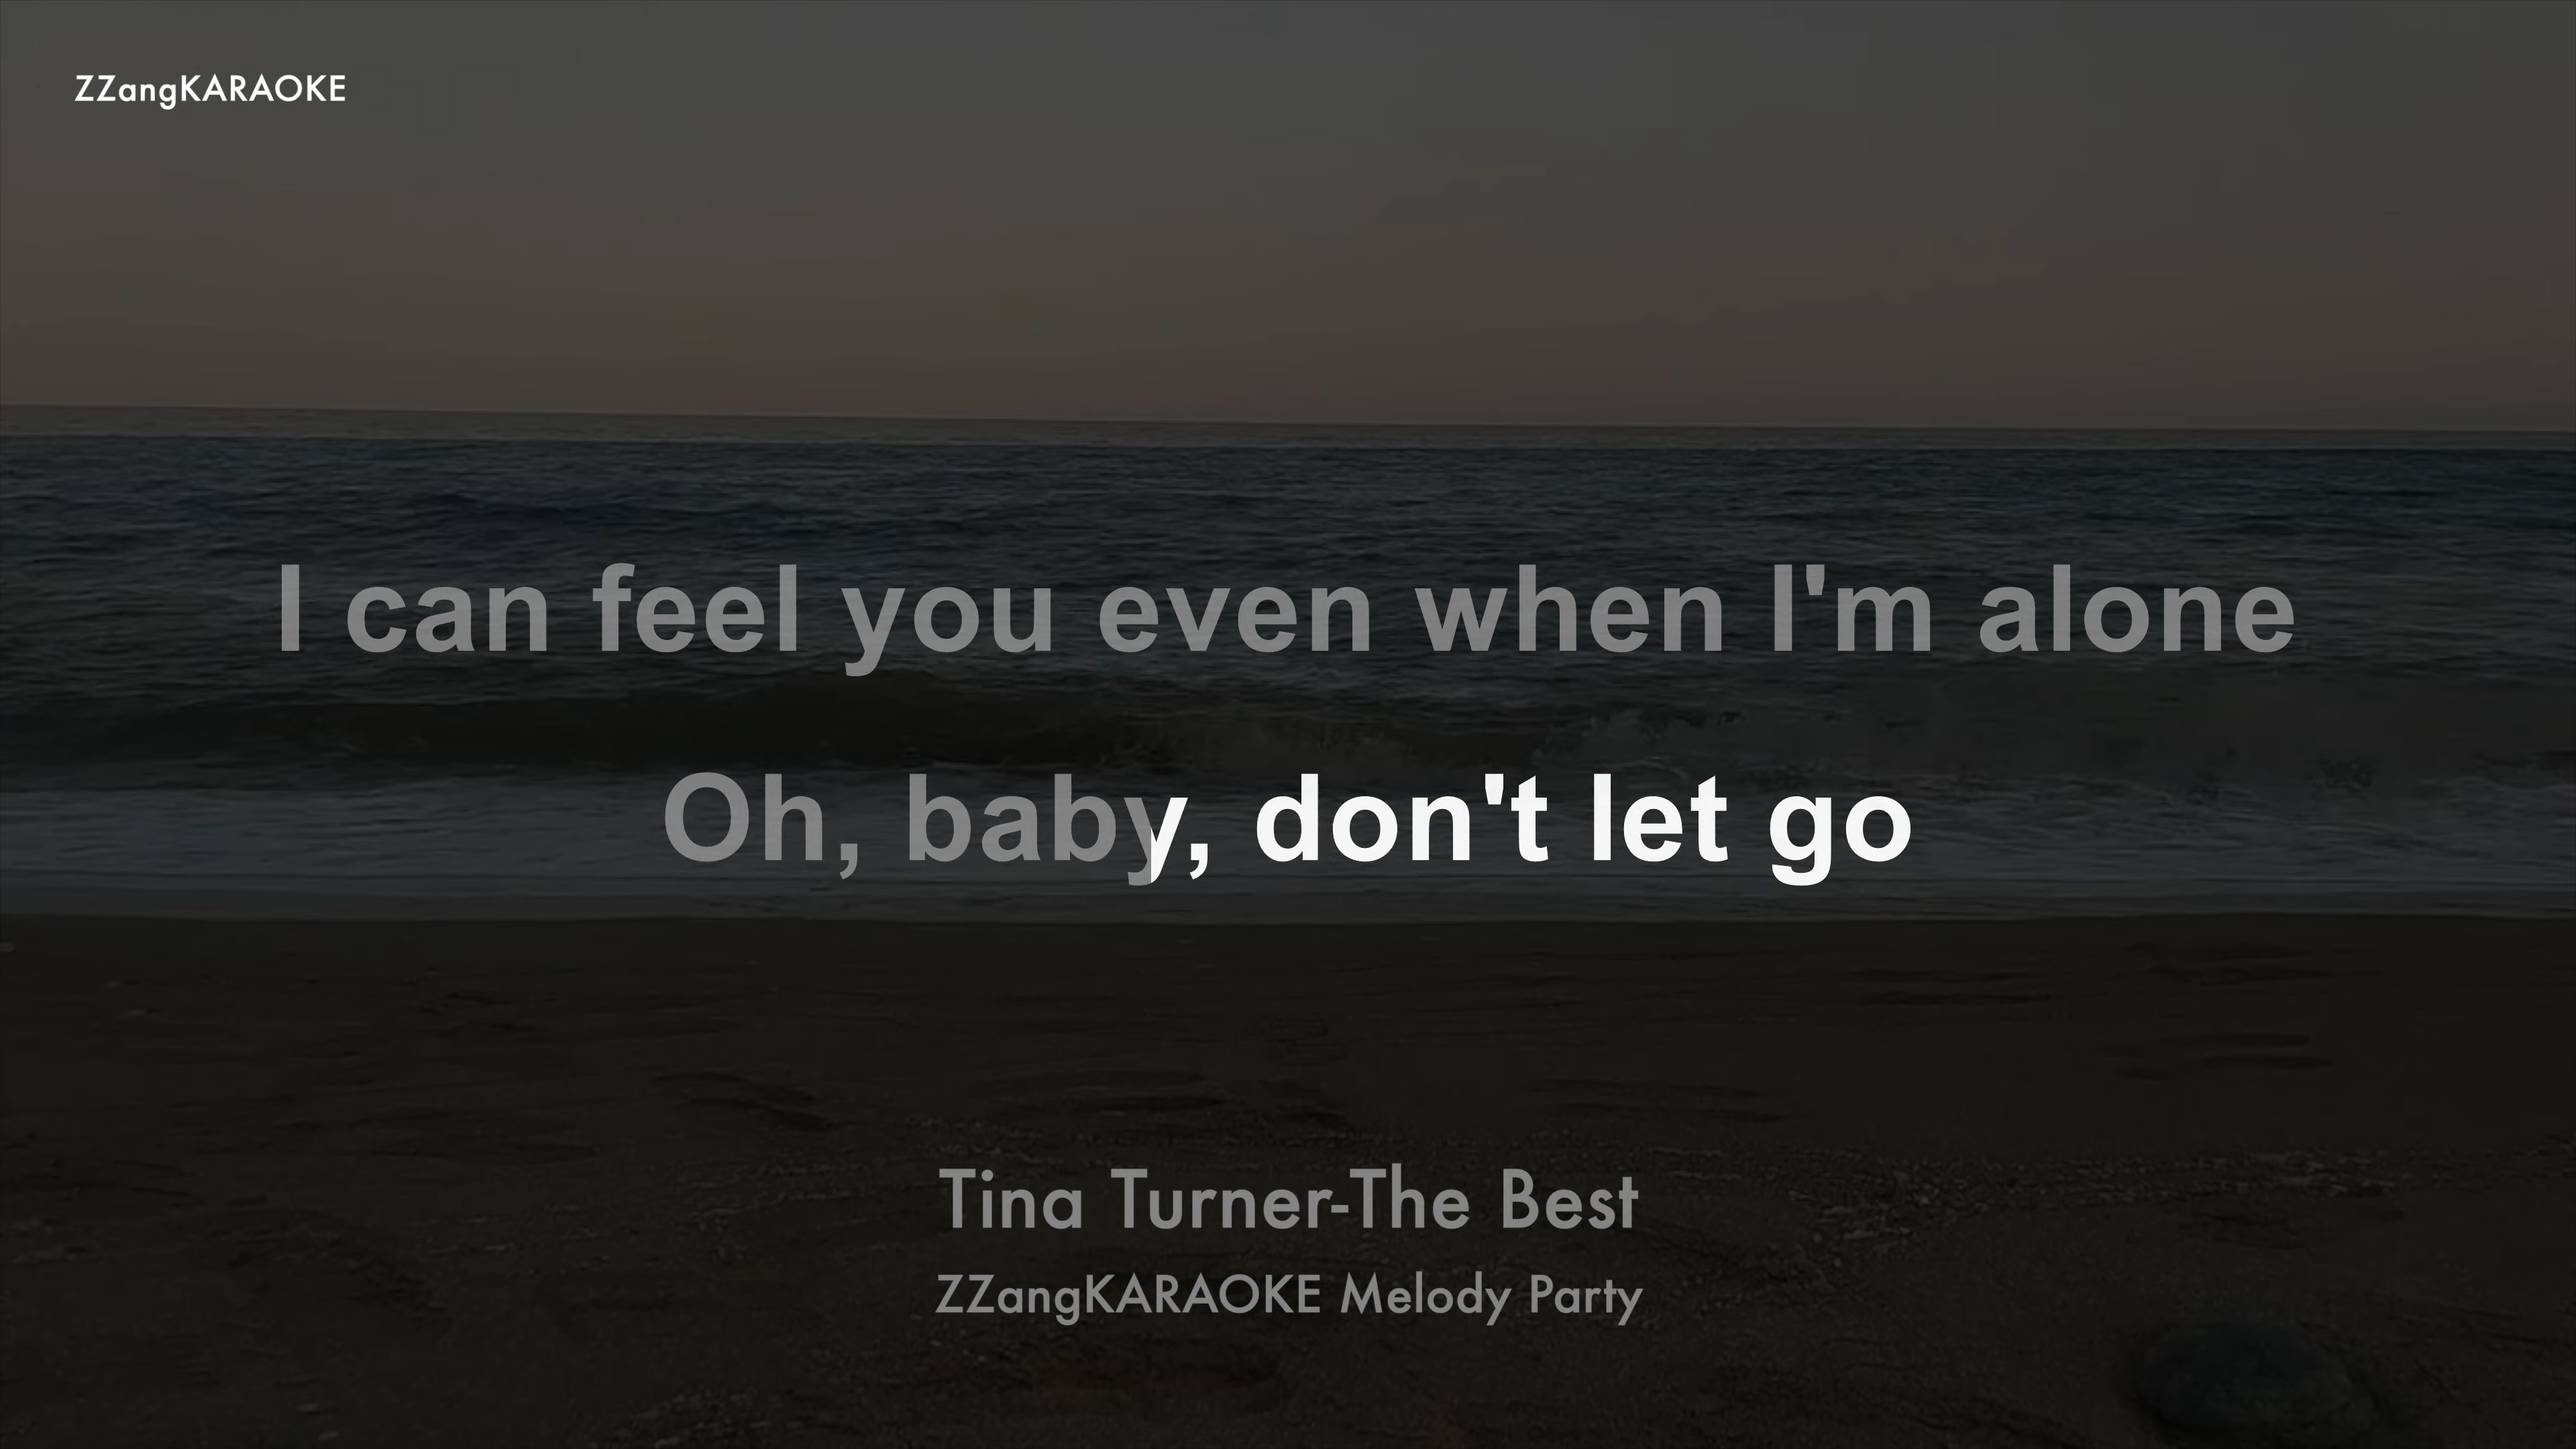 ZZangKARAOKE
I can feel you even when I'm alone
Oh, baby, don't let go
Tina Turner-The Best
ZZangKARAOKE Melody Party